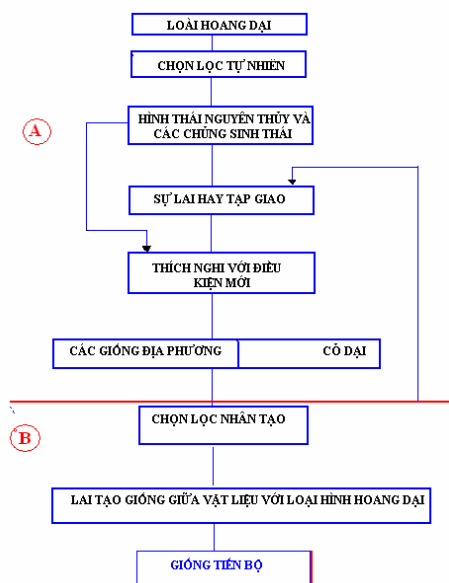 LOÀI HOANG DẠI
CHỌN LỌC TỰ NHIÊN
A
HÌNH THÁI NGUYÊN THỦY VÀ
CÁC CHỦNG SINH THÁI
SỰ LAI HAY TẠP GIAO
THÍCH NGHI VỚI ĐIỀU
KIỆN MỚI
CÁC GIỐNG ĐỊA PHƯƠNG
CỎ DẠI
B
CHỌN LỌC NHÂN TẠO
LAI TẠO GIỐNG GIỮA VẬT LIỆU VỚI LOẠI HÌNH HOANG DẠI
GIỐNG TIẾN BỘ